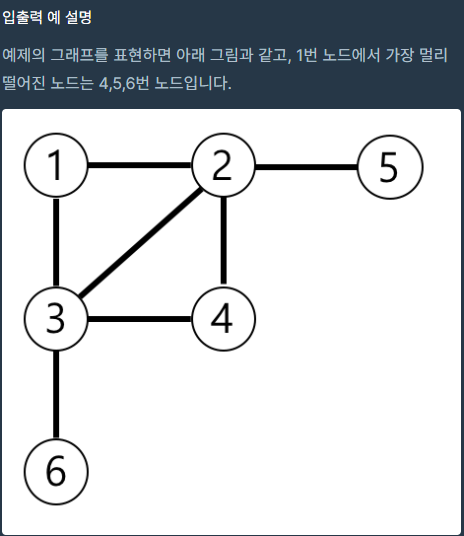 입출력 예 설명
예제의 그래프를 표현하면 아래 그림과 같고, 1번 노드에서 가장 멀리
떨어진 노드는 4,5,6번 노드입니다.
1 2 5
3 4
6